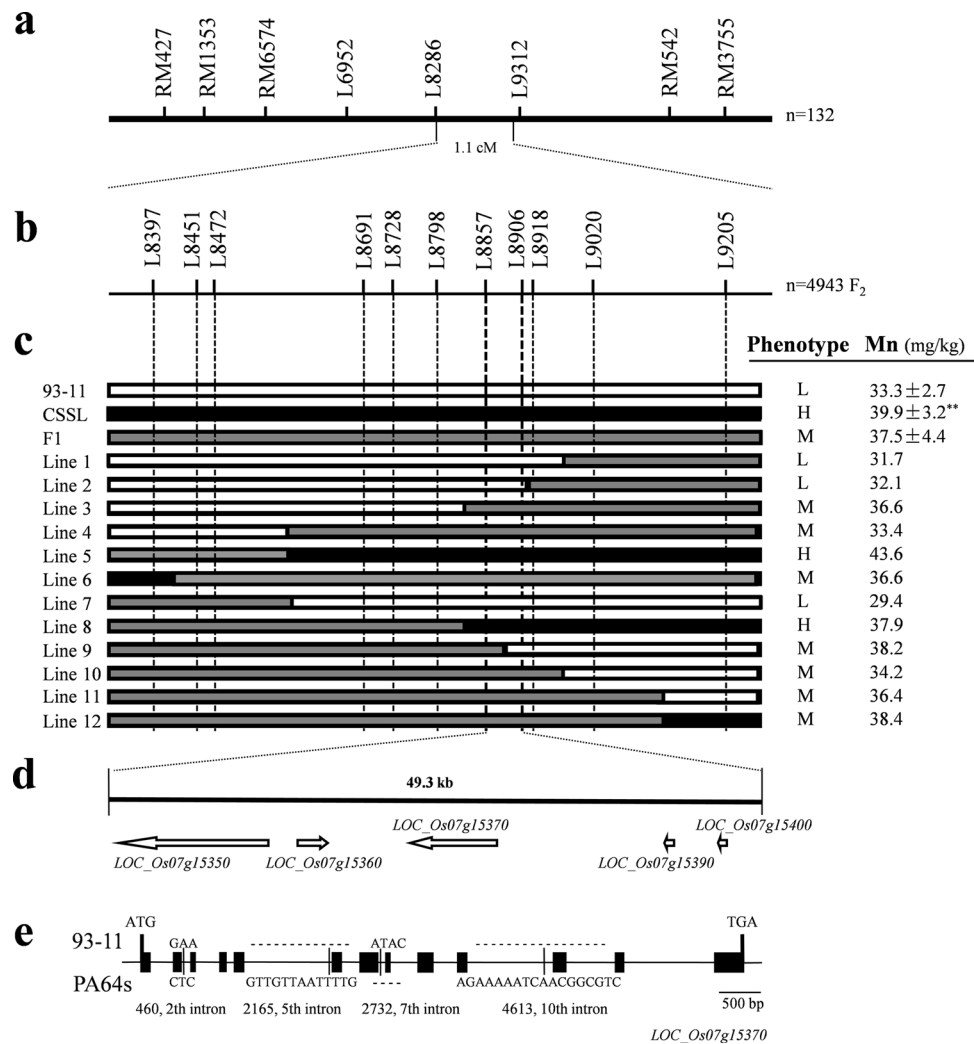 a
RM427 RM1353 RM6574 L6952 L8286 L9312 RM542 RM3755
n=132
1.1 cM
b
L8397 L8451 L8472 L8691 L8728 L8798 L8857 L8906 L8918 L9020 L9205
n=4943 F2
c
Phenotype Mn (mg/kg)
93-11 L 33.3±2.7
CSSL H 39.9±3.2**
F1 M 37.5±4.4
Line 1 L 31.7
Line 2 L 32.1
Line 3 M 36.6
Line 4 M 33.4
Line 5 H 43.6
Line 6 M 36.6
Line 7 L 29.4
Line 8 H 37.9
Line 9 M 38.2
Line 10 M 34.2
Line 11 M 36.4
Line 12 M 38.4
d
49.3 kb
LOC_Os07g15370 LOC_Os07g15400
LOC_Os07g15350 LOC_Os07g15360 LOC_Os07g15390
e
ATG TGA
93-11 GAA ---------------- ATAC --------------------
PA64s CTC GTTGTTAATTTTG ----- AGAAAAATCAACGGCGTC
460, 2th intron 2165, 5th intron 2732, 7th intron 4613, 10th intron
500 bp
LOC_Os07g15370